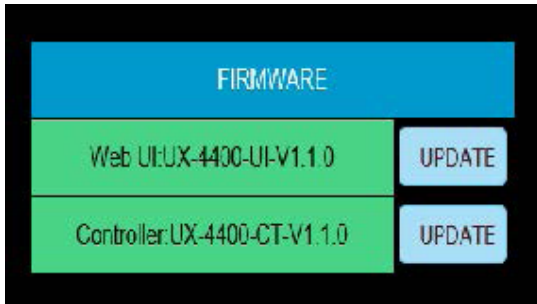 FIRMWARE
Web UI:UX-4400-UI-V1.1.0
UPDATE
Controller:UX-4400-CT-V1.1.0
UPDATE